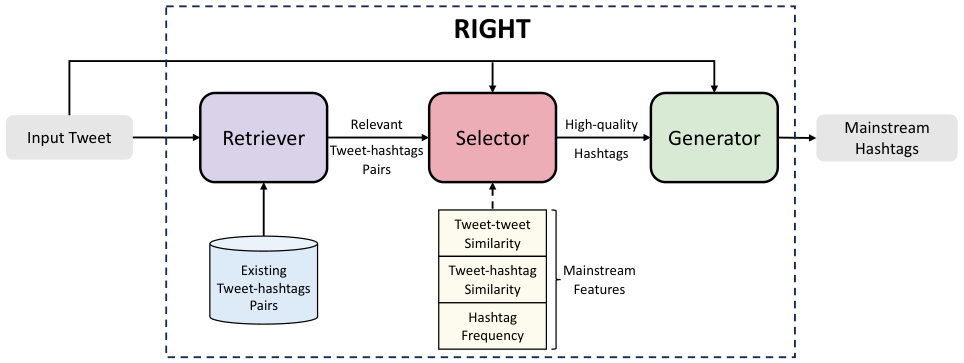 RIGHT
Input Tweet
Retriever
Relevant
Tweet-hashtags
Pairs
Selector
High-quality
Hashtags
Generator
Mainstream
Hashtags
Existing
Tweet-hashtags
Pairs
Tweet-tweet
Similarity
Tweet-hashtag
Similarity
Hashtag
Frequency
Mainstream
Features